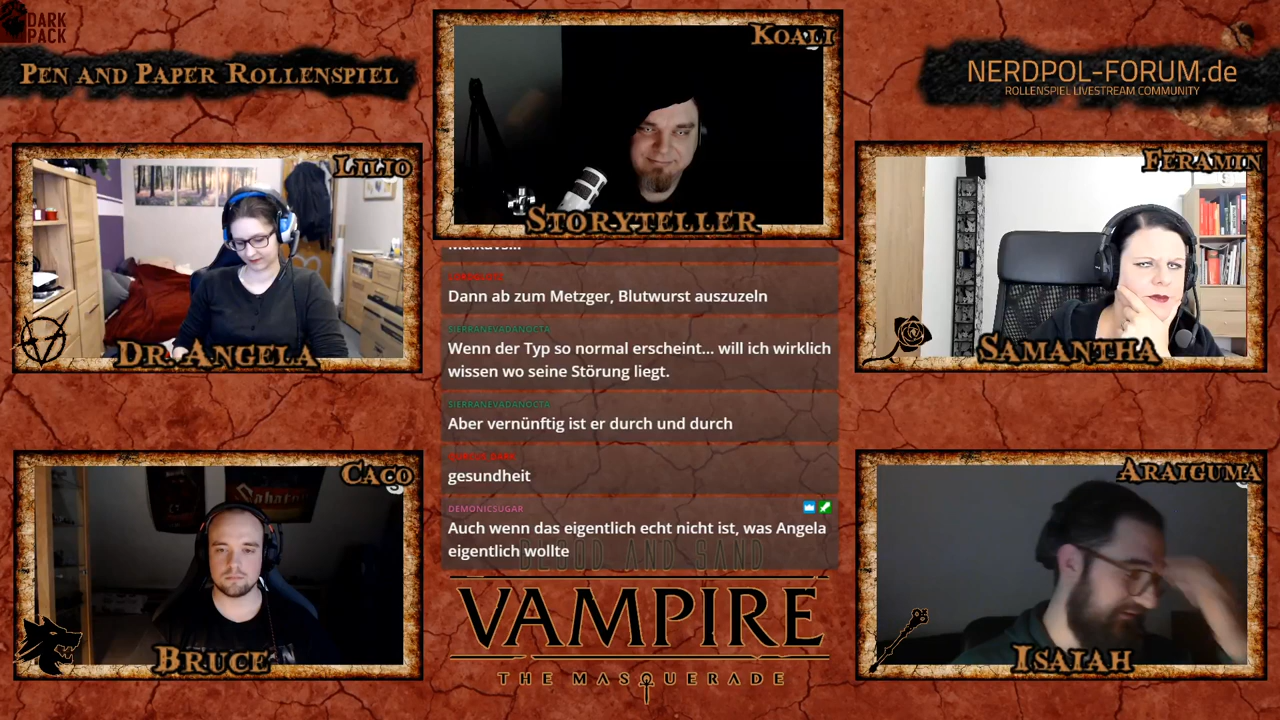 DARK
PACK
PEN AND PAPER ROLLENSPIEL
KOALI
STORYTELLER
NERDPOL-FORUM.de
ROLLENSPIEL LIVESTREAM COMMUNITY
LILIO
DR. ANGELA
FERAMIN
SAMANTHA
Dann ab zum Metzger, Blutwurst auszuzeln
SIERRANEVADANOCTA
Wenn der Typ so normal erscheint... will ich wirklich
wissen wo seine Störung liegt.
SIERRANEVADANOCTA
Aber vernünftig ist er durch und durch
gesundheit
DEMONICSUGAR
Auch wenn das eigentlich echt nicht ist, was Angela
eigentlich wollte
BLOOD AND SAND
VAMPIRE
THE MASQUERADE
CACO
Sabaton
BRUCE
ARAIGUMA
ISAIAH